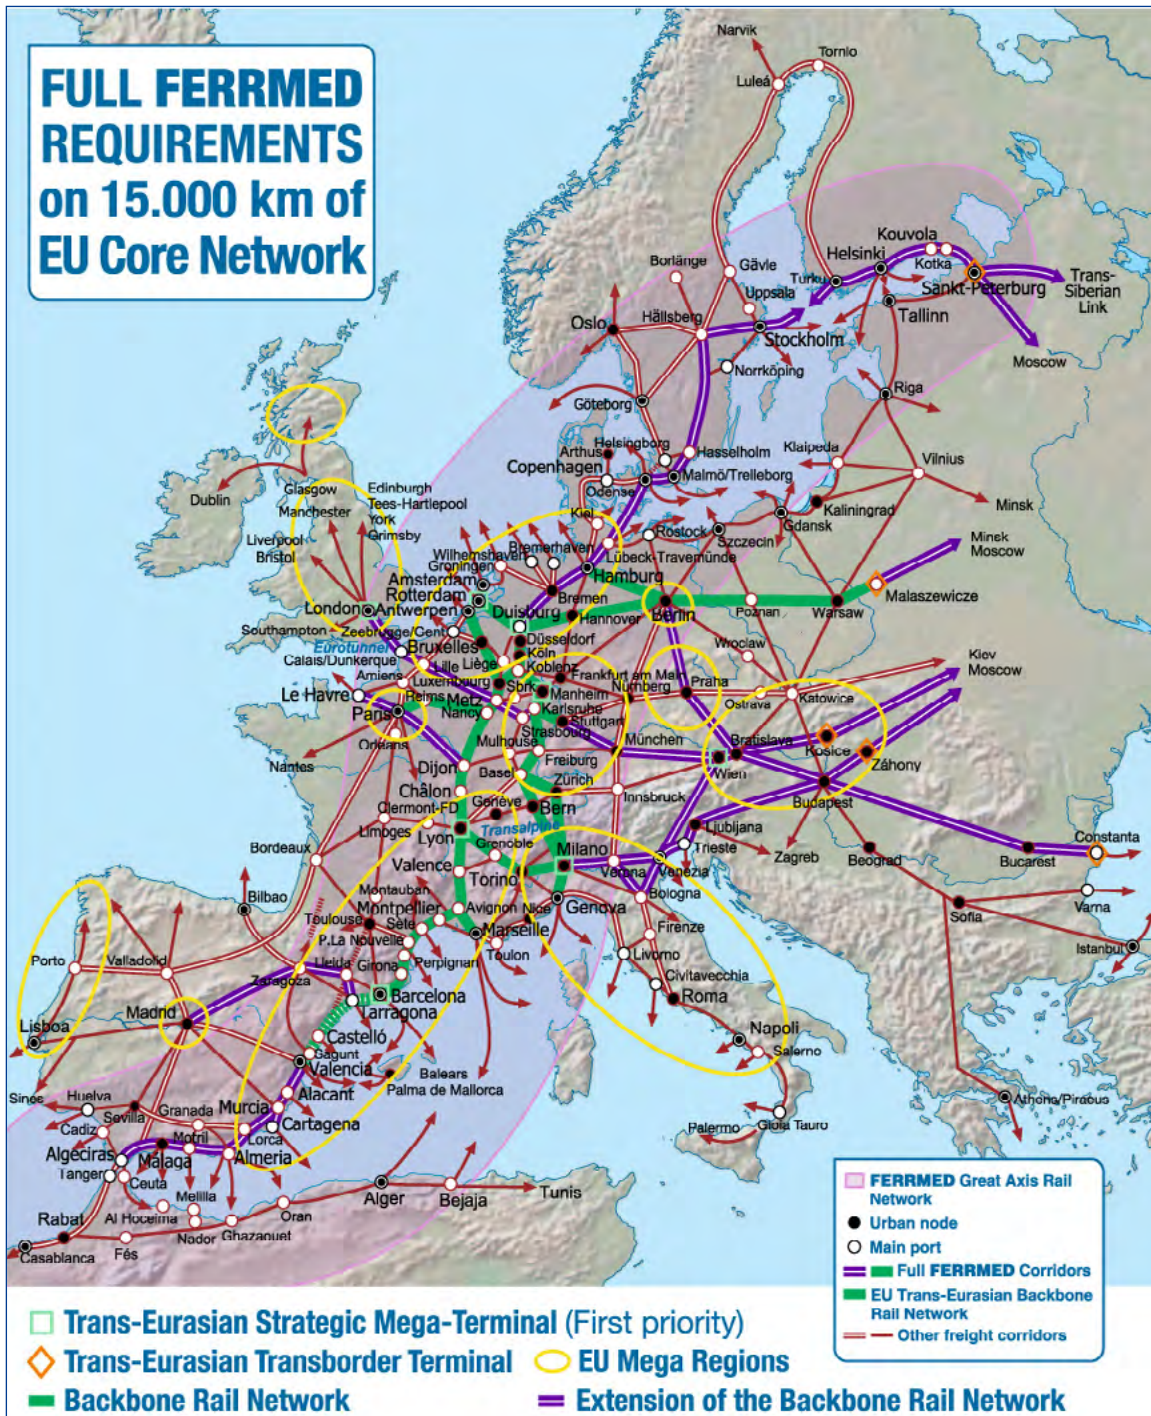 FULL FERRMED
REQUIREMENTS
on 15.000 km of
EU Core Network
Narvik
Tornio
Luleá
Kouvola
Helsinki
Kotka
Borlänge
Gävle
Turku
Sankt-Peterburg
Trans-
Siberian
Link
Uppsala
Tallinn
Oslo
Hällsberg
Stockholm
Moscow
Norrköping
Riga
Göteborg
Helsingborg
Klaipeda
Arthus
Hasselholm
Vilnius
Copenhagen
Malmö/Trelleborg
Odense
Glasgow
Edinburgh
Tees-Hartlepool
York
Grimsby
Dublin
Manchester
Kaliningrad
Minsk
Kiel
Gdansk
Rostock
Szczecin
Liverpool
Bristol
Wilhemshaven
Bremerhaven
Lübeck-Travemünde
Minsk
Moscow
Groningen
Hamburg
Amsterdam
Rotterdam
Bremen
Malaszewicze
London
Antwerpen
Duisburg
Hannover
Berlin
Poznan
Warsaw
Southampton
Zeebrugge/Gent
Düsseldorf
Eurotunnel
Bruxelles
Köln
Wroclaw
Kiev
Moscow
Calais/Dunkerque
Lille
Liège
Koblenz
Frankfurt am Main
Amiens
Luxembourg
Sbrk
Manheim
Nürnberg
Praha
Le Havre
Reims
Metz
Karlsruhe
Ostrava
Katowice
Paris
Nancy
Stuttgart
Strasbourg
Orléans
Mulhouse
München
Bratislava
Kosice
Nantes
Freiburg
Wien
Záhony
Dijon
Basel
Zürich
Châlon
Innsbruck
Budapest
Clermont-FD
Genève
Bern
Limoges
Lyon
Transalpine
Ljubljana
Constanta
Grenoble
Milano
Trieste
Bordeaux
Valence
Zagreb
Beograd
Bucarest
Torino
Verona
Venezia
Montauban
Bologna
Bilbao
Montpellier
Avignon
Nice
Genova
Varna
Toulouse
Sète
Sofia
Marseille
Firenze
P.La Nouvelle
Toulon
Istanbul
Porto
Valladolid
Lleida
Girona
Perpignan
Livorno
Zaragoza
Civitavecchia
Barcelona
Roma
Madrid
Tarragona
Lisboa
Castelló
Napoli
Sagunt
Salerno
Valencia
Balears
Palma de Mallorca
Sines
Huelva
Alacant
Athens/Piraeus
Sevilla
Granada
Murcia
Cadiz
Lorca
Cartagena
Palermo
Gioia Tauro
Motril
Algeciras
Málaga
Almeria
Tanger
Ceuta
Melilla
Alger
Bejaja
Tunis
Al Hoceima
Oran
Rabat
Nador
Ghazaouet
Casablanca
Fés
FERRMED Great Axis Rail
Network
Urban node
Main port
Full FERRMED Corridors
EU Trans-Eurasian Backbone
Rail Network
Other freight corridors
Trans-Eurasian Strategic Mega-Terminal (First priority)
Trans-Eurasian Transborder Terminal
EU Mega Regions
Backbone Rail Network
Extension of the Backbone Rail Network